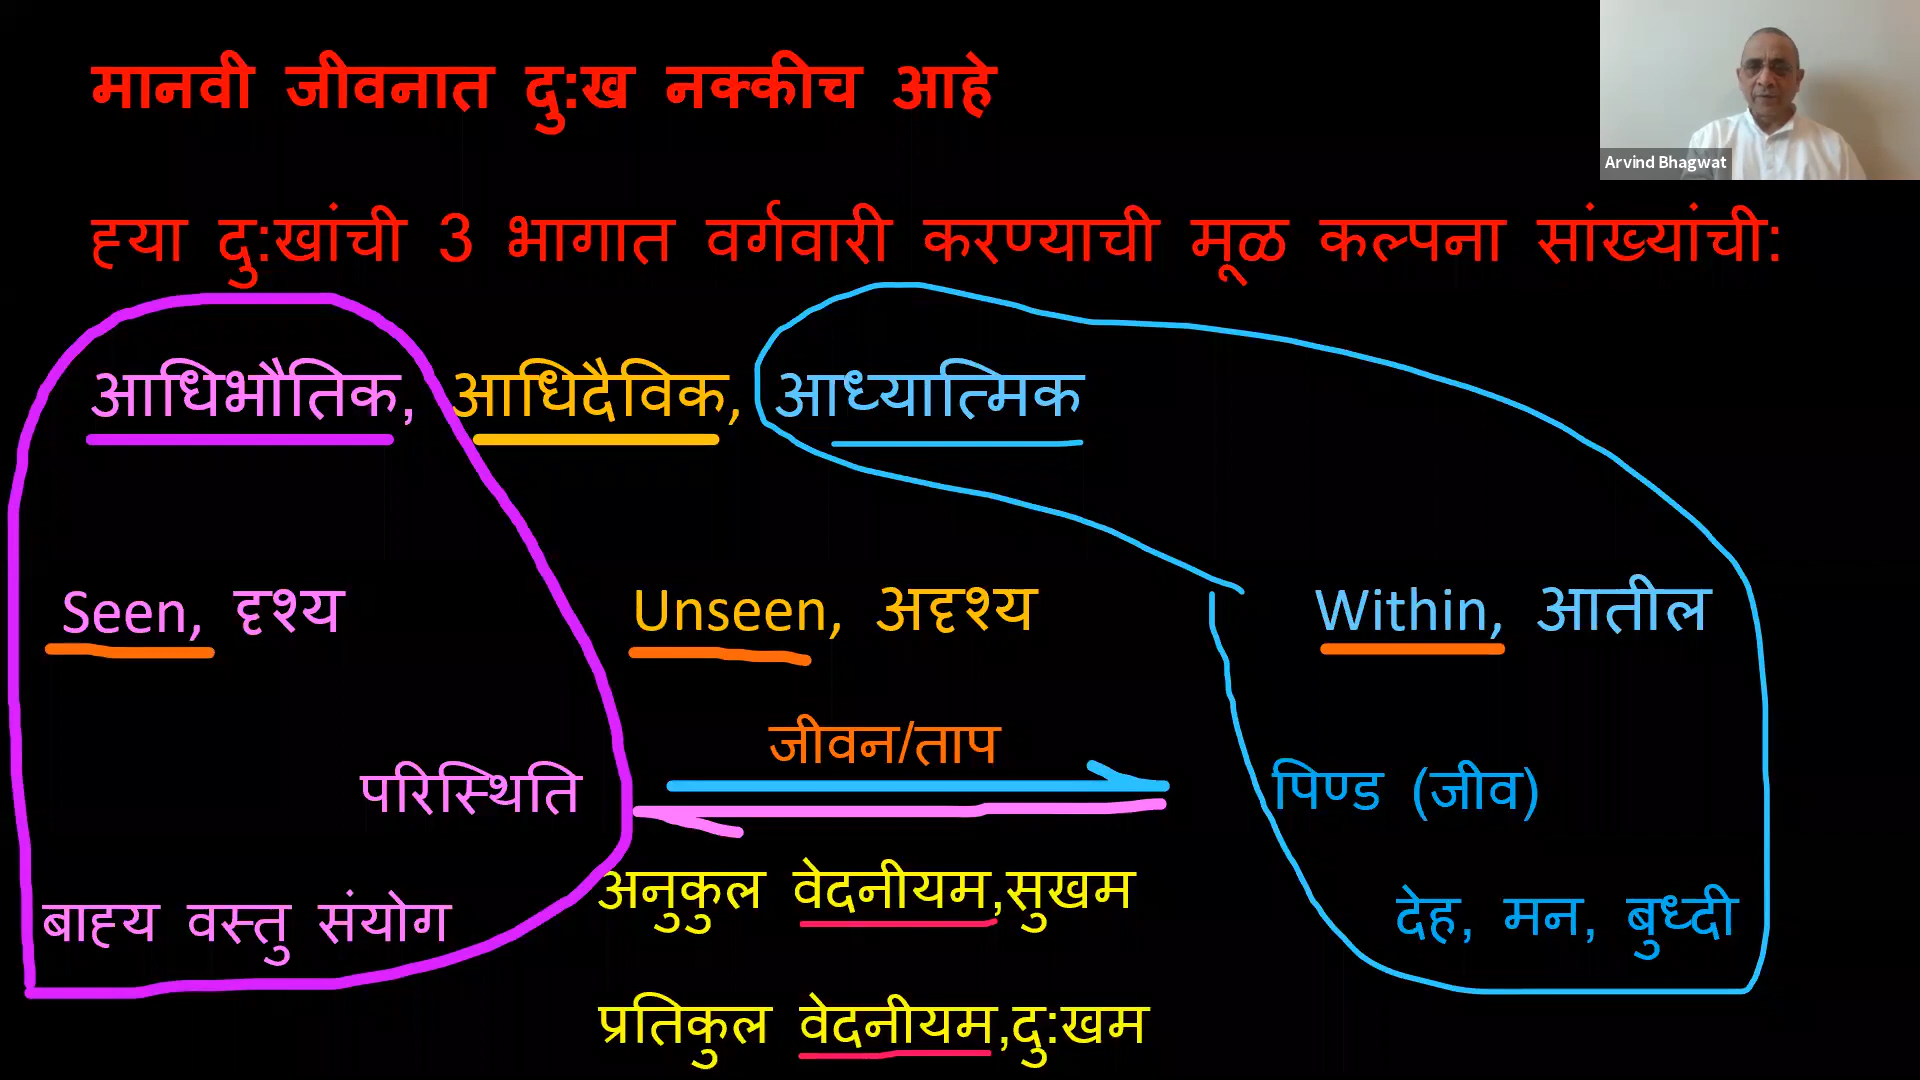 मानवी जीवनात दु:ख नक्कीच आहे
Arvind Bhagwat
ह्या दु:खांची 3 भागात वर्गवारी करण्याची मूळ कल्पना सांख्यांची:
आधिभौतिक, आधिदैविक, आध्यात्मिक
Seen, दृश्य Unseen, अदृश्य Within, आतील
जीवन/ताप
परिस्थिति पिण्ड (जीव)
अनुकुल वेदनीयम,सुखम
बाह्य वस्तु संयोग देह, मन, बुध्दी
प्रतिकुल वेदनीयम,दु:खम